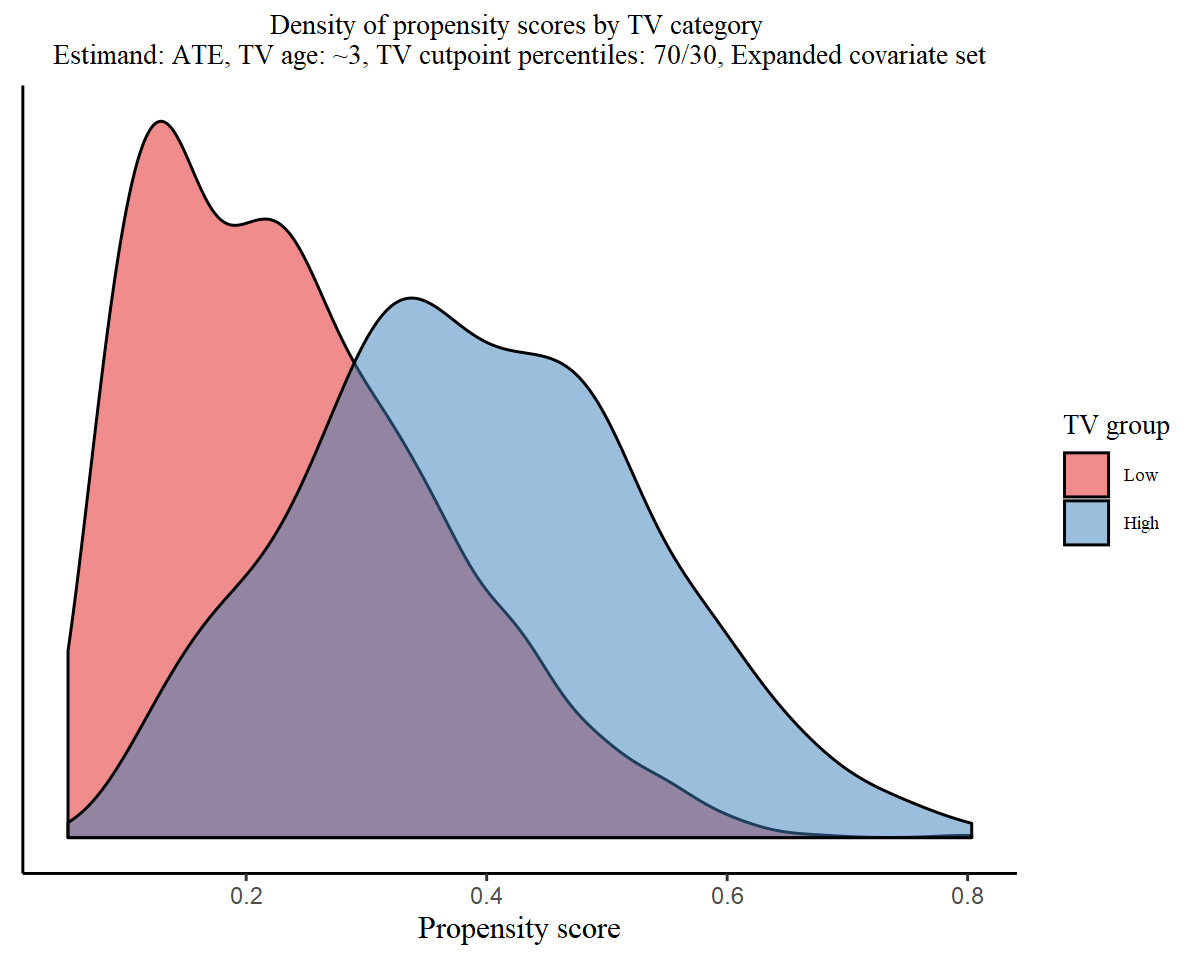 Density of propensity scores by TV category
Estimand: ATE, TV age: ~3, TV cutpoint percentiles: 70/30, Expanded covariate set
TV group
Low
High
0.2 0.4 0.6 0.8
Propensity score